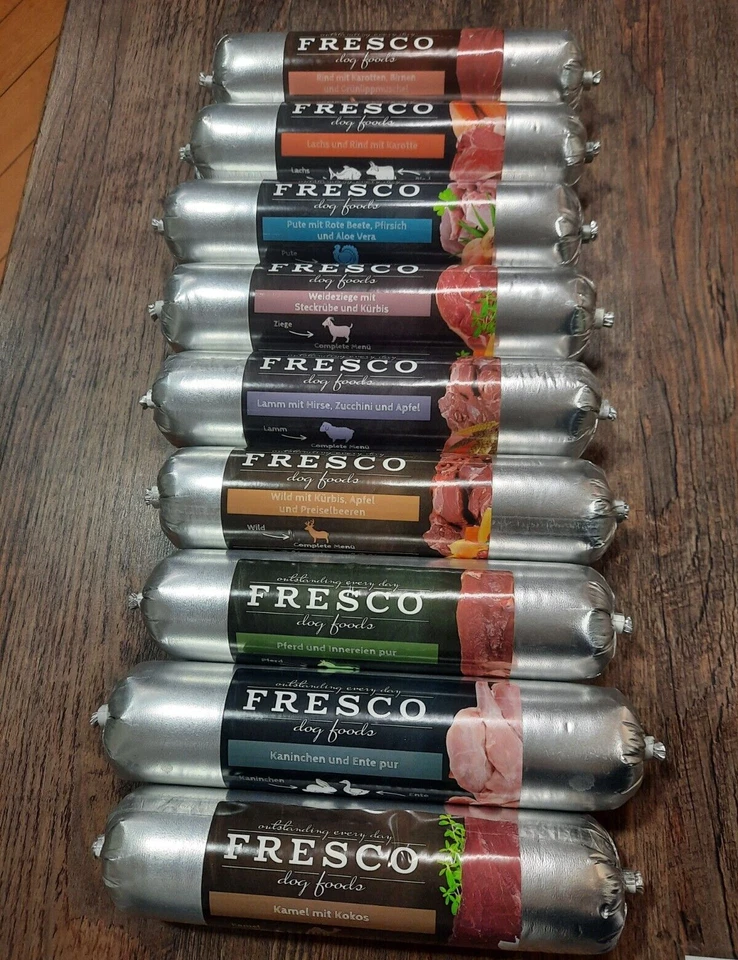 FRESCO
dog foods
Rind mit Karotten, Birnen
und Grünlippmuschel
FRESCO
dog foods
Lachs und Rind mit Karotte
Lachs
FRESCO
dog foods
Pute mit Rote Beete, Pfirsich
und Aloe Vera
Pute
FRESCO
dog foods
Weideziege mit
Steckrübe und Kürbis
Ziege
Complete Menü
FRESCO
dog foods
Lamm mit Hirse, Zucchini und Apfel
Lamm
Complete Menü
FRESCO
dog foods
Wild mit Kürbis, Apfel
und Preiselbeeren
Wild
Complete Menü
outstanding every day
FRESCO
dog foods
Pferd und Innereien pur
Pferd
outstanding every day
FRESCO
dog foods
Kaninchen und Ente pur
Kaninchen
Ente
outstanding every day
FRESCO
dog foods
Kamel mit Kokos